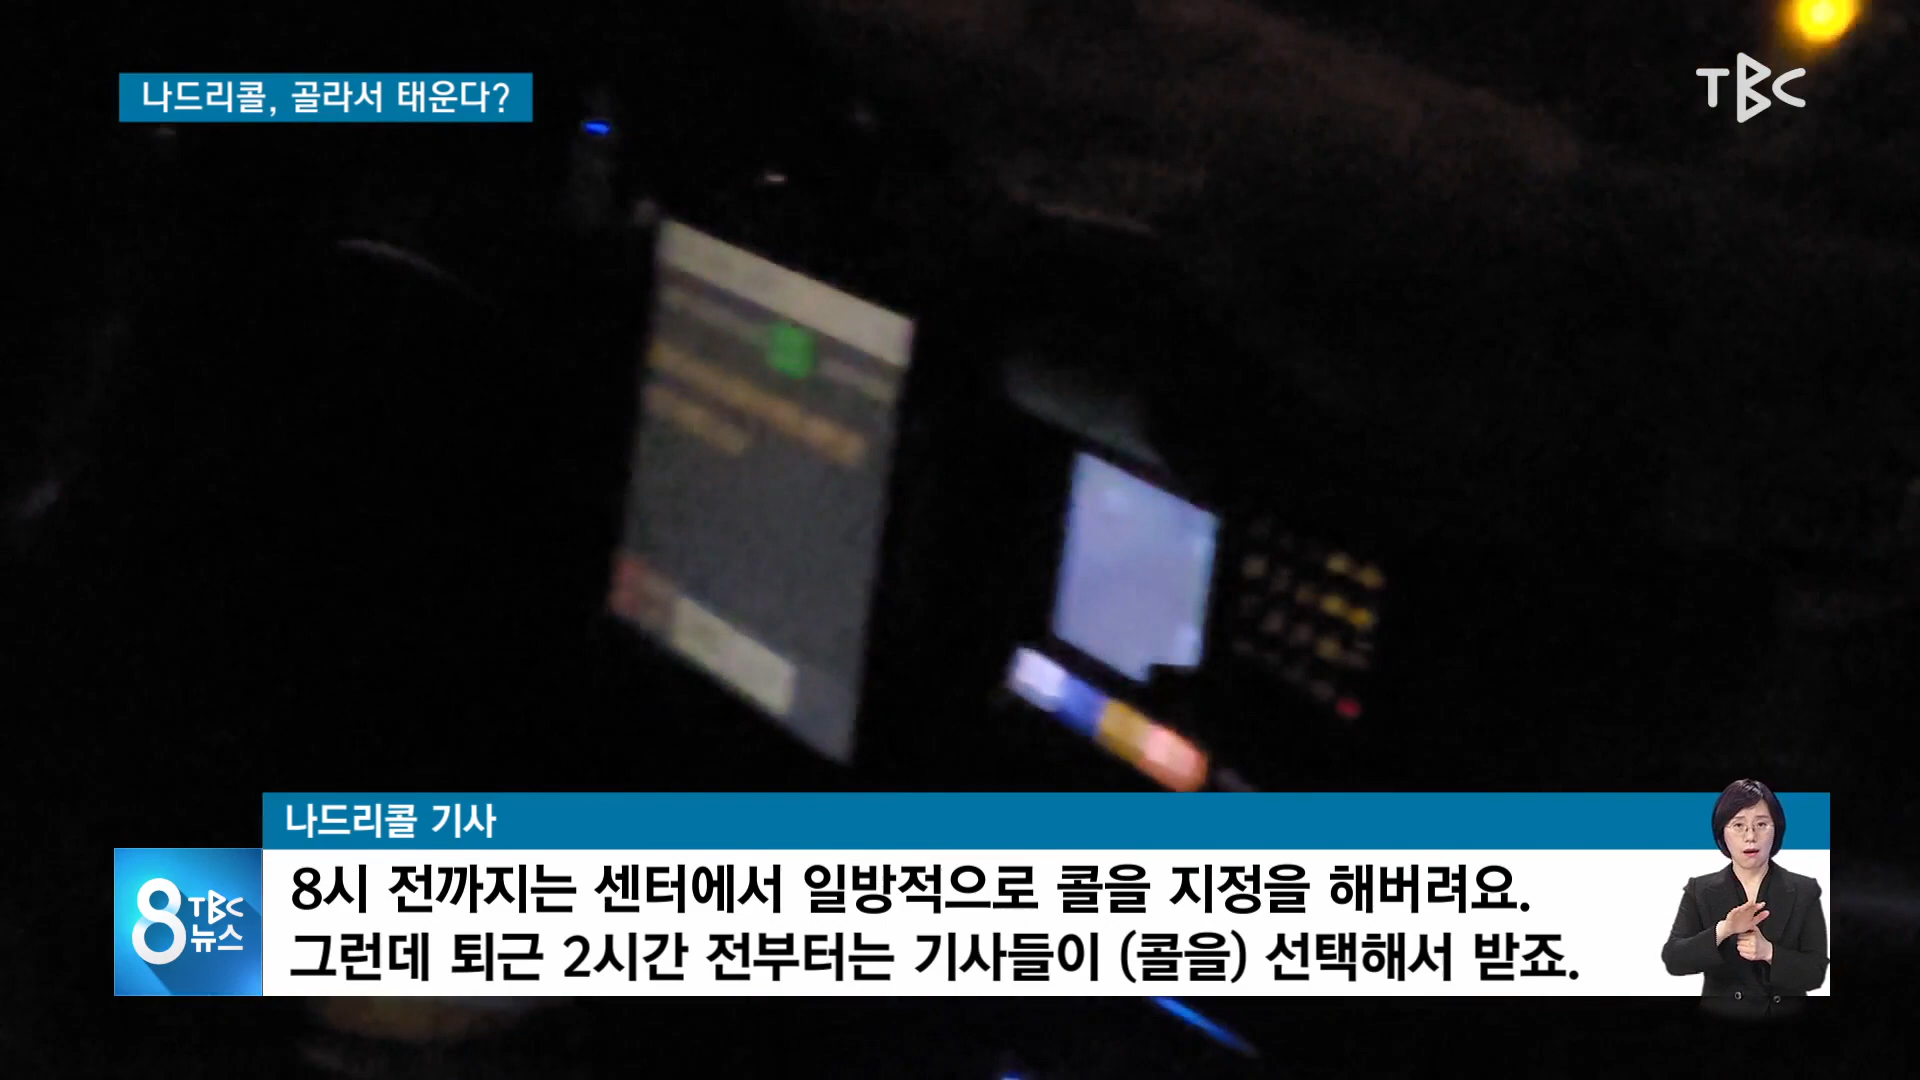 나드리콜, 골라서 태운다?
TBC
나드리콜 기사
8시 전까지는 센터에서 일방적으로 콜을 지정을 해버려요.
그런데 퇴근 2시간 전부터는 기사들이 (콜을) 선택해서 받죠.
8 TBC
뉴스